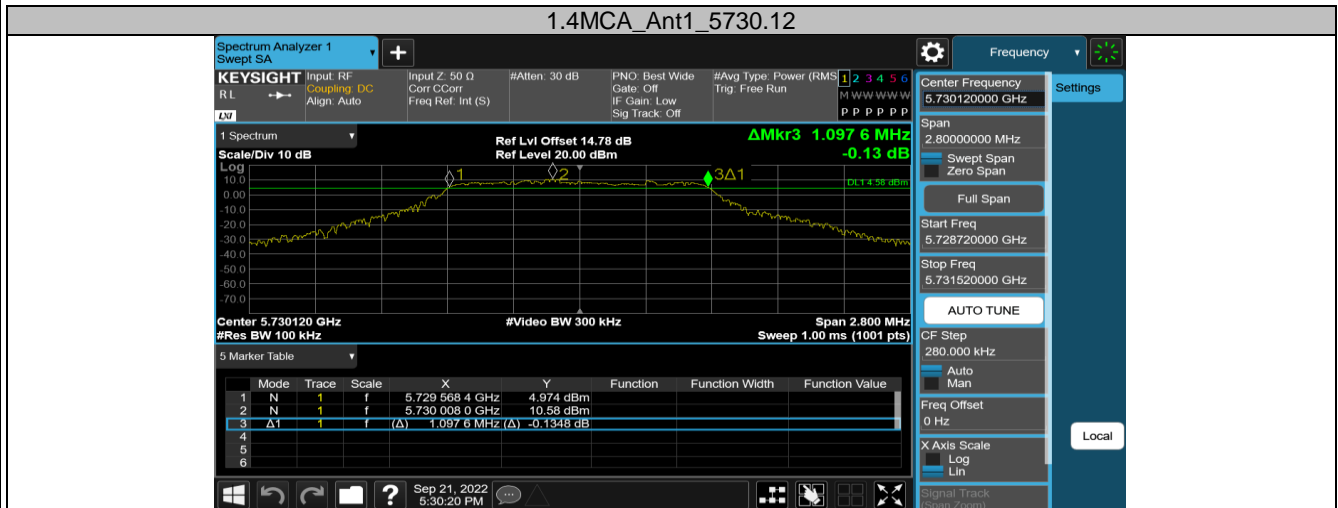 1.4MCA_Ant1_5730.12
Spectrum Analyzer 1
Swept SA
Frequency
KEYSIGHT
RL
LXI
Input: RF
Coupling: DC
Align: Auto
Input Z: 50 Ω
Corr CCorr
Freq Ref: Int (S)
#Atten: 30 dB
PNO: Best Wide
Gate: Off
IF Gain: Low
Sig Track: Off
#Avg Type: Power (RMS
Trig: Free Run
1 2 3 4 5 6
M W W W W W
P P P P P P
1 Spectrum
Scale/Div 10 dB
Ref Lvl Offset 14.78 dB
Ref Level 20.00 dBm
ΔMkr3 1.097 6 MHz
-0.13 dB
Log
10.0
0.00
-10.0
-20.0
-30.0
-40.0
-50.0
-60.0
-70.0
1
2
3Δ1
DL1 4.58 dBm
Center 5.730120 GHz
#Video BW 300 kHz
Span 2.800 MHz
#Res BW 100 kHz
Sweep 1.00 ms (1001 pts)
5 Marker Table
Mode Trace Scale X Y Function Function Width Function Value
1 N 1 f 5.729 568 4 GHz 4.974 dBm
2 N 1 f 5.730 008 0 GHz 10.58 dBm
3 Δ1 1 f (Δ) 1.097 6 MHz (Δ) -0.1348 dB
4
5
6
Sep 21, 2022
5:30:20 PM
Center Frequency
5.730120000 GHz
Span
2.80000000 MHz
Swept Span
Zero Span
Full Span
Start Freq
5.728720000 GHz
Stop Freq
5.731520000 GHz
AUTO TUNE
CF Step
280.000 kHz
Auto
Man
Freq Offset
0 Hz
X Axis Scale
Log
Lin
Signal Track
(Span Zoom)
Settings
Local